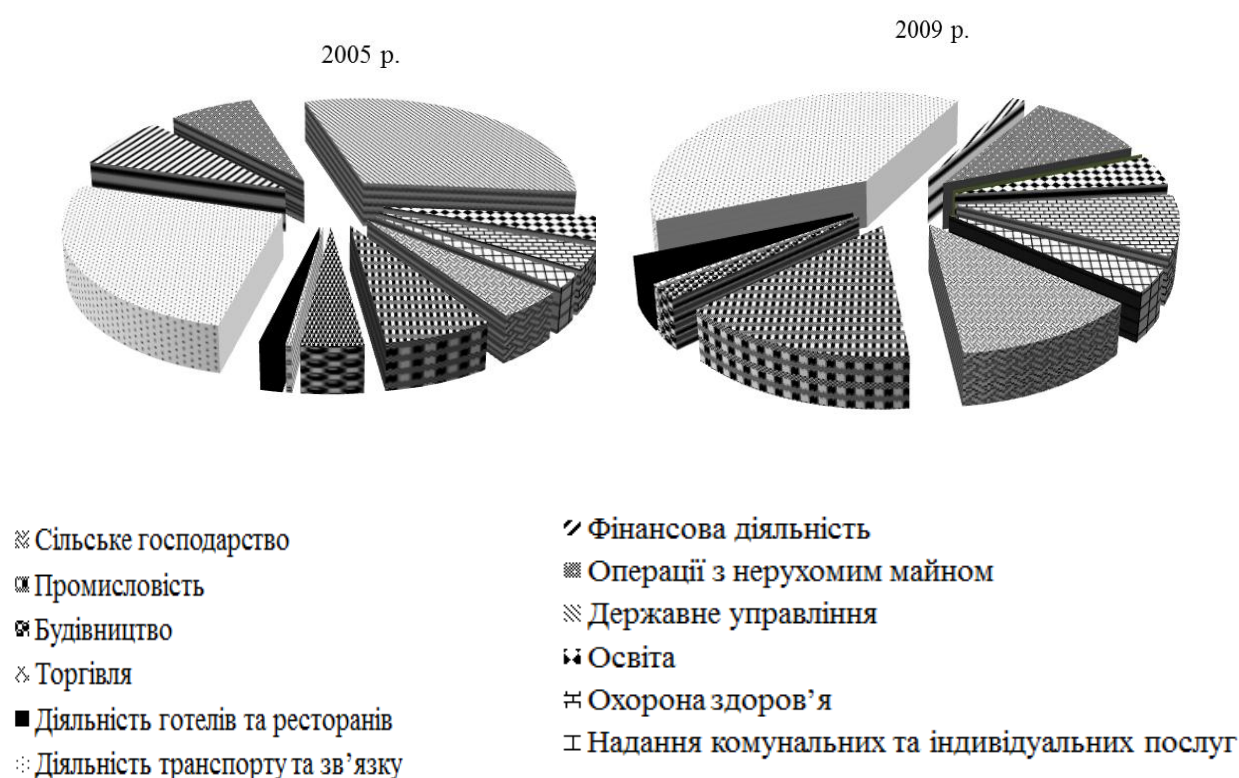 2005 р.
2009 р.
Сільське господарство
Промисловість
Будівництво
Торгівля
Діяльність готелів та ресторанів
Діяльність транспорту та зв’язку
Фінансова діяльність
Операції з нерухомим майном
Державне управління
Освіта
Охорона здоров’я
Надання комунальних та індивідуальних послуг